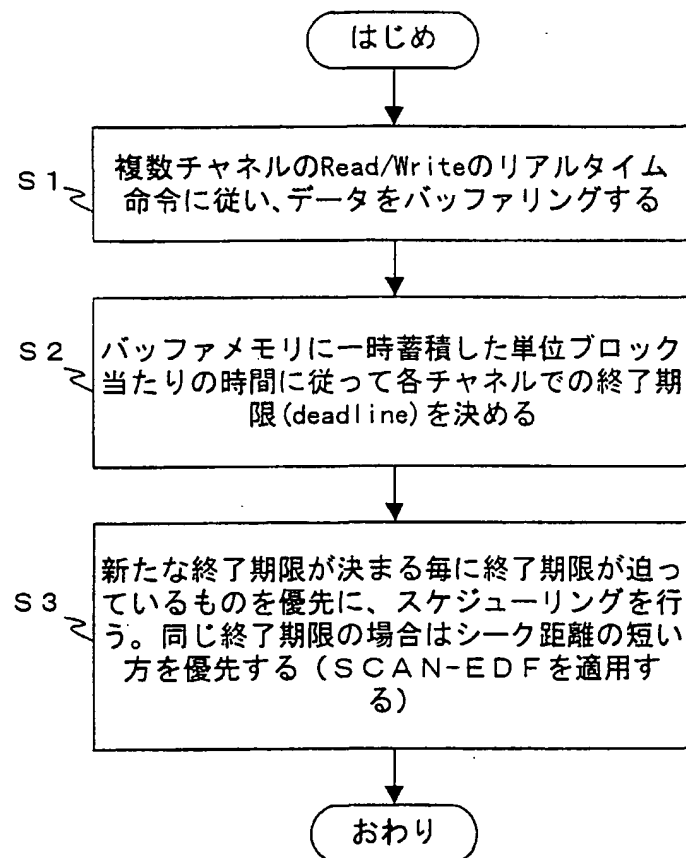 はじめ
S1
複数チャネルのRead/Writeのリアルタイム
命令に従い、データをバッファリングする
S2
バッファメモリに一時蓄積した単位ブロック
当たりの時間に従って各チャネルでの終了期
限(deadline)を決める
S3
新たな終了期限が決まる毎に終了期限が迫っ
ているものを優先に、スケジューリングを行
う。同じ終了期限の場合はシーク距離の短い
方を優先する(SCAN-EDFを適用す
る)
おわり